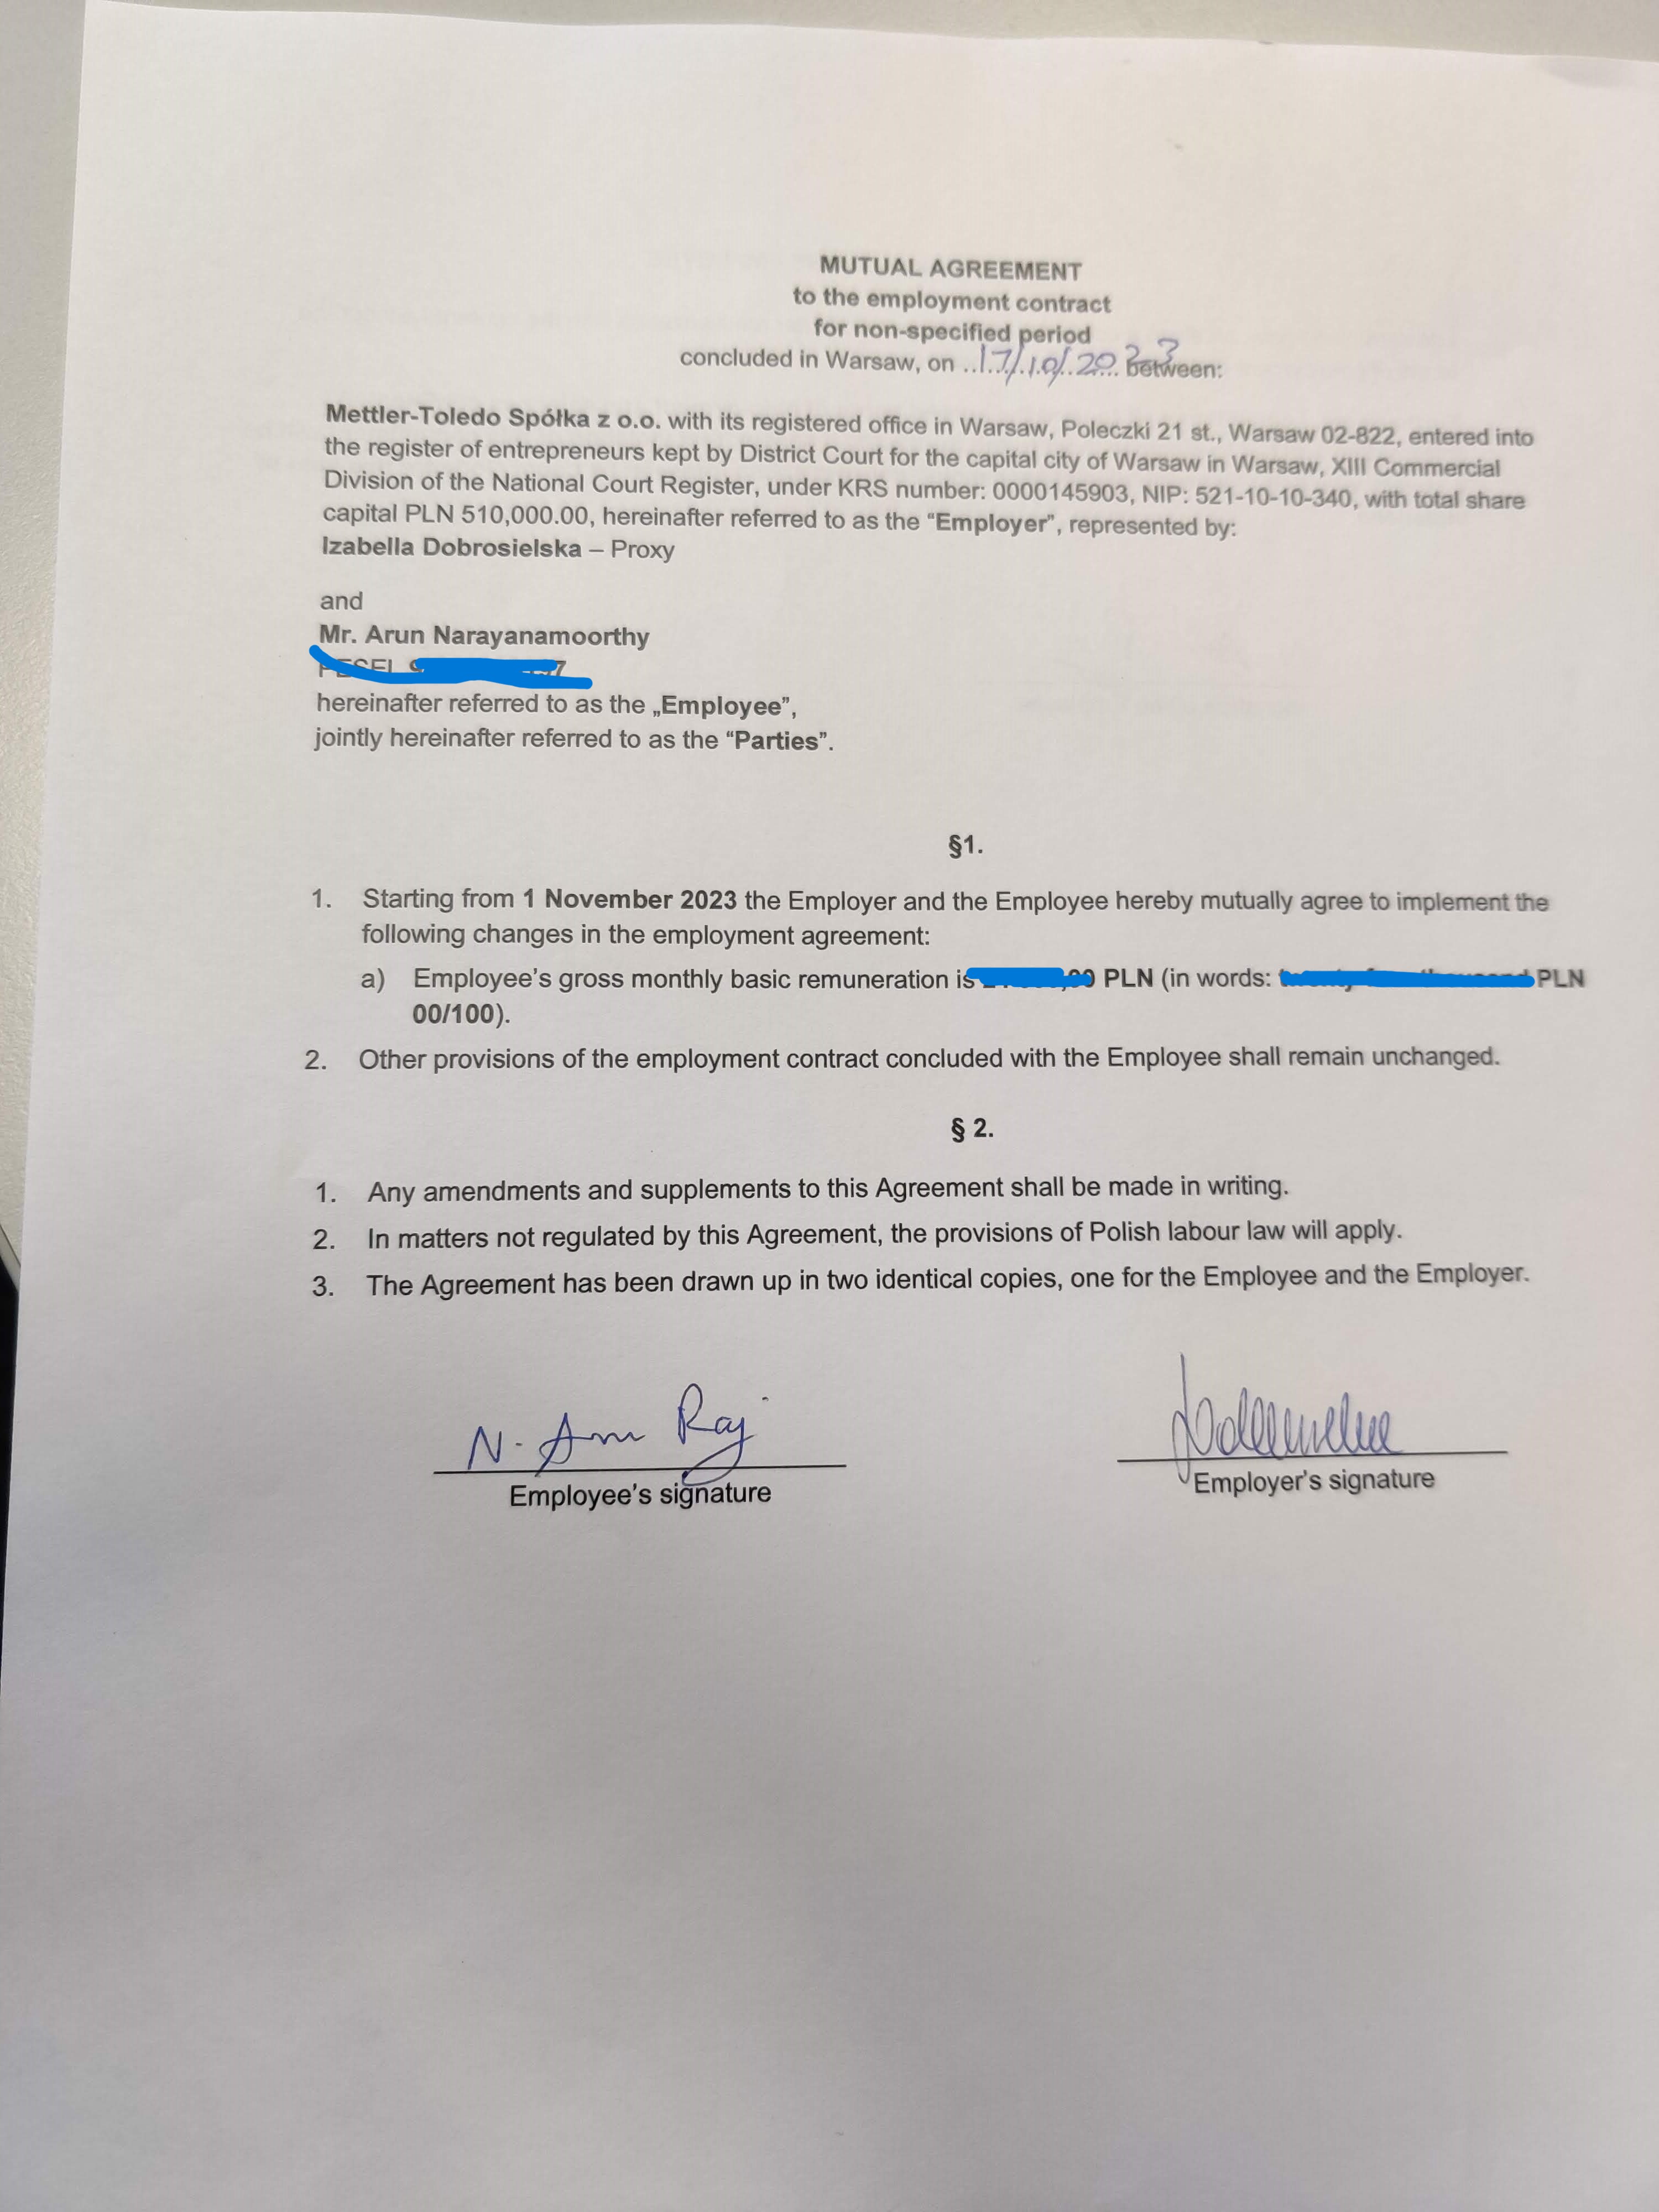 MUTUAL AGREEMENT
to the employment contract
for non-specified period
concluded in Warsaw, on ..17/10/2023 between:
Mettler-Toledo Spółka z o.o. with its registered office in Warsaw, Poleczki 21 st., Warsaw 02-822, entered into
the register of entrepreneurs kept by District Court for the capital city of Warsaw in Warsaw, XIII Commercial
Division of the National Court Register, under KRS number: 0000145903, NIP: 521-10-10-340, with total share
capital PLN 510,000.00, hereinafter referred to as the “Employer”, represented by:
Izabella Dobrosielska – Proxy
and
Mr. Arun Narayanamoorthy
hereinafter referred to as the „Employee”,
jointly hereinafter referred to as the “Parties”.
§1.
1. Starting from 1 November 2023 the Employer and the Employee hereby mutually agree to implement the
following changes in the employment agreement:
a) Employee’s gross monthly basic remuneration is PLN (in words: PLN
00/100).
2. Other provisions of the employment contract concluded with the Employee shall remain unchanged.
§ 2.
1. Any amendments and supplements to this Agreement shall be made in writing.
2. In matters not regulated by this Agreement, the provisions of Polish labour law will apply.
3. The Agreement has been drawn up in two identical copies, one for the Employee and the Employer.
N. Arun Raj
Employee’s signature
Employer’s signature